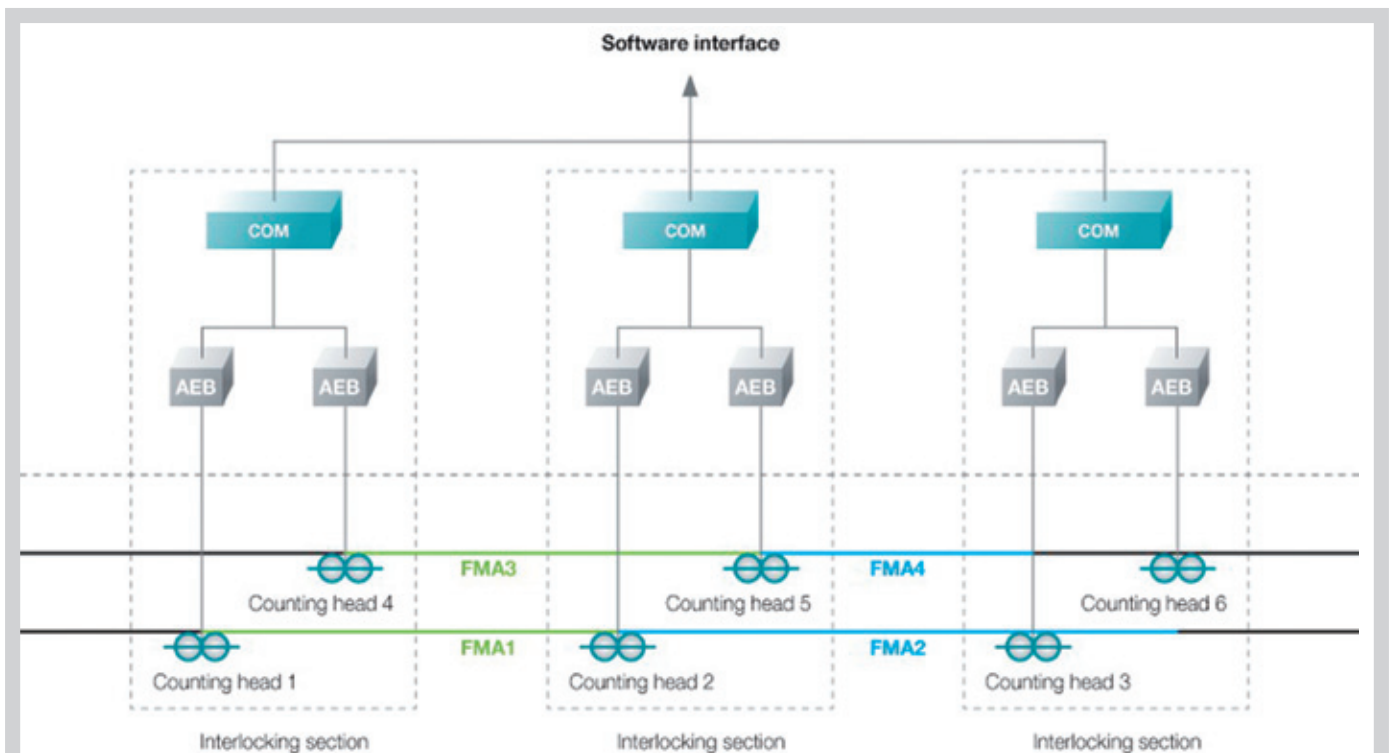 Software interface
COM COM COM
AEB AEB AEB AEB AEB AEB
FMA3 FMA4
Counting head 4 Counting head 5 Counting head 6
FMA1 FMA2
Counting head 1 Counting head 2 Counting head 3
Interlocking section Interlocking section Interlocking section